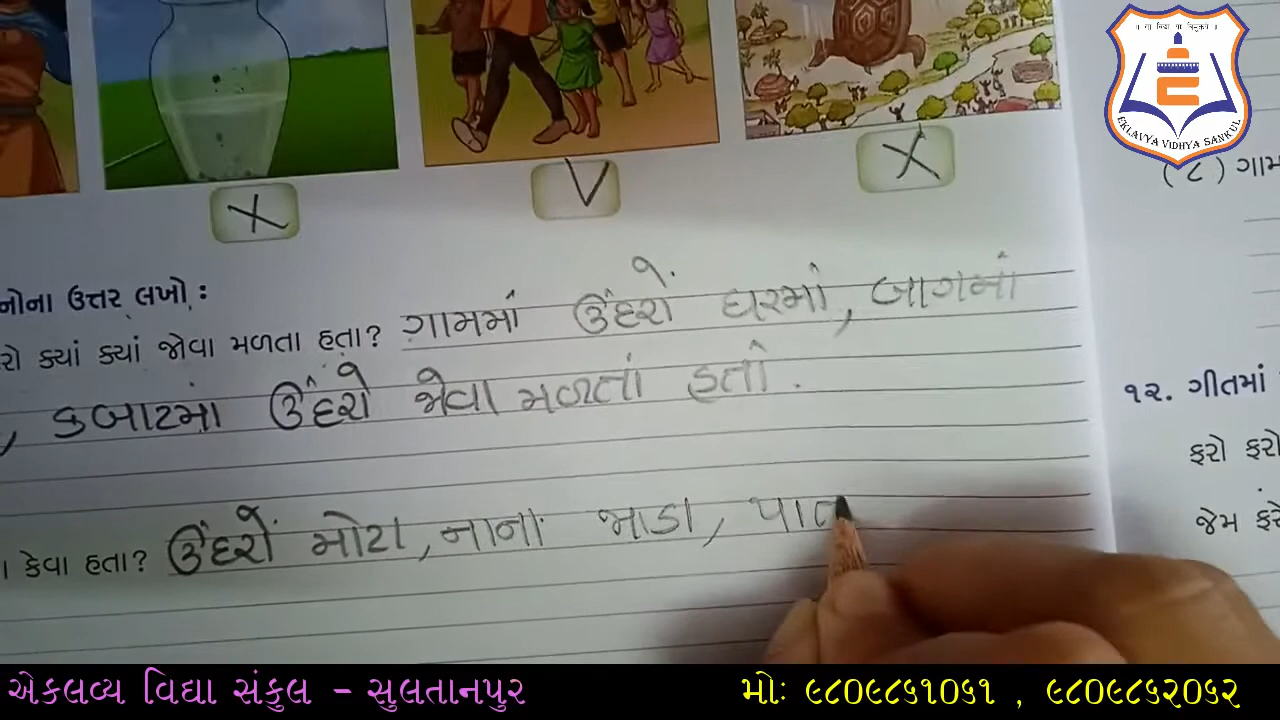 ॥ सा विद्या या विमुक्तये ॥
EKLAVYA VIDHYA SANKUL
X
V
X
(૮) ગામ
નોના ઉત્તર લખો :
રો ક્યાં ક્યાં જોવા મળતા હતા? ગામમાં ઉંદરો ઘરમાં, બાગમાં
, કબાટમાં ઉંદરો જોવા મળતાં હતાં.
૧૨. ગીતમાં
ફરો ફરો
જેમ ફરે
ા કેવા હતા? ઉંદરો મોટા, નાના જાડા, પાત
એકલવ્ય વિદ્યા સંકુલ - સુલતાનપુર
મોઃ ૯૮૦૯૮૬૧૦૬૧ , ૯૮૦૯૮૬૨૦૬૨